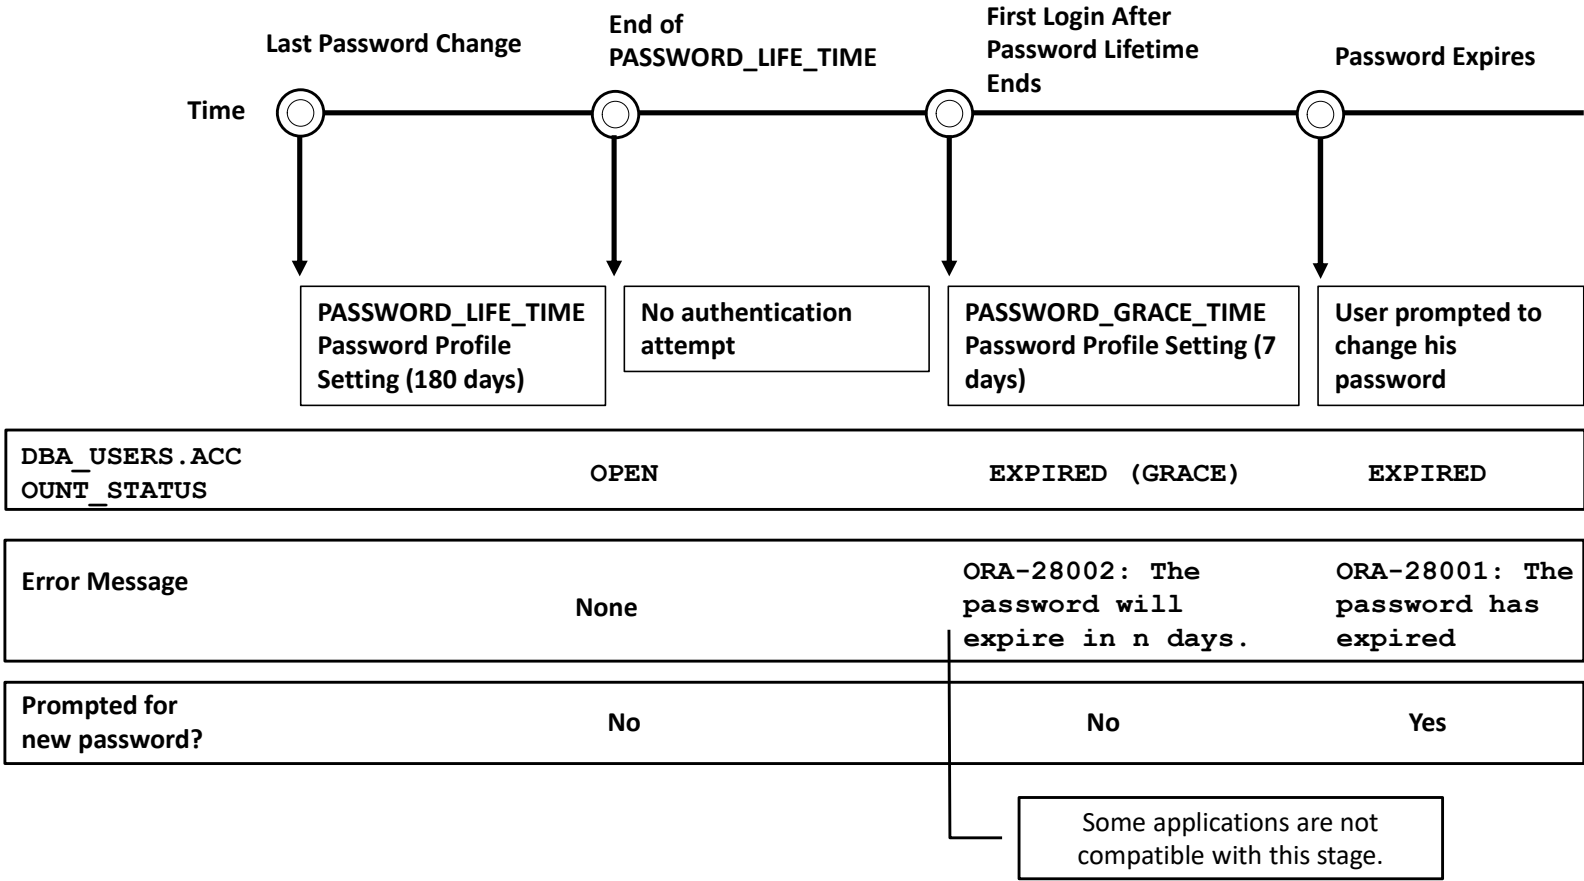 Last Password Change
End of
PASSWORD_LIFE_TIME
First Login After
Password Lifetime
Ends
Password Expires
Time
PASSWORD_LIFE_TIME
Password Profile
Setting (180 days)
No authentication
attempt
PASSWORD_GRACE_TIME
Password Profile Setting (7
days)
User prompted to
change his
password
DBA_USERS.ACC
OUNT_STATUS
OPEN
EXPIRED (GRACE)
EXPIRED
Error Message
None
ORA-28002: The
password will
expire in n days.
ORA-28001: The
password has
expired
Prompted for
new password?
No
No
Yes
Some applications are not
compatible with this stage.